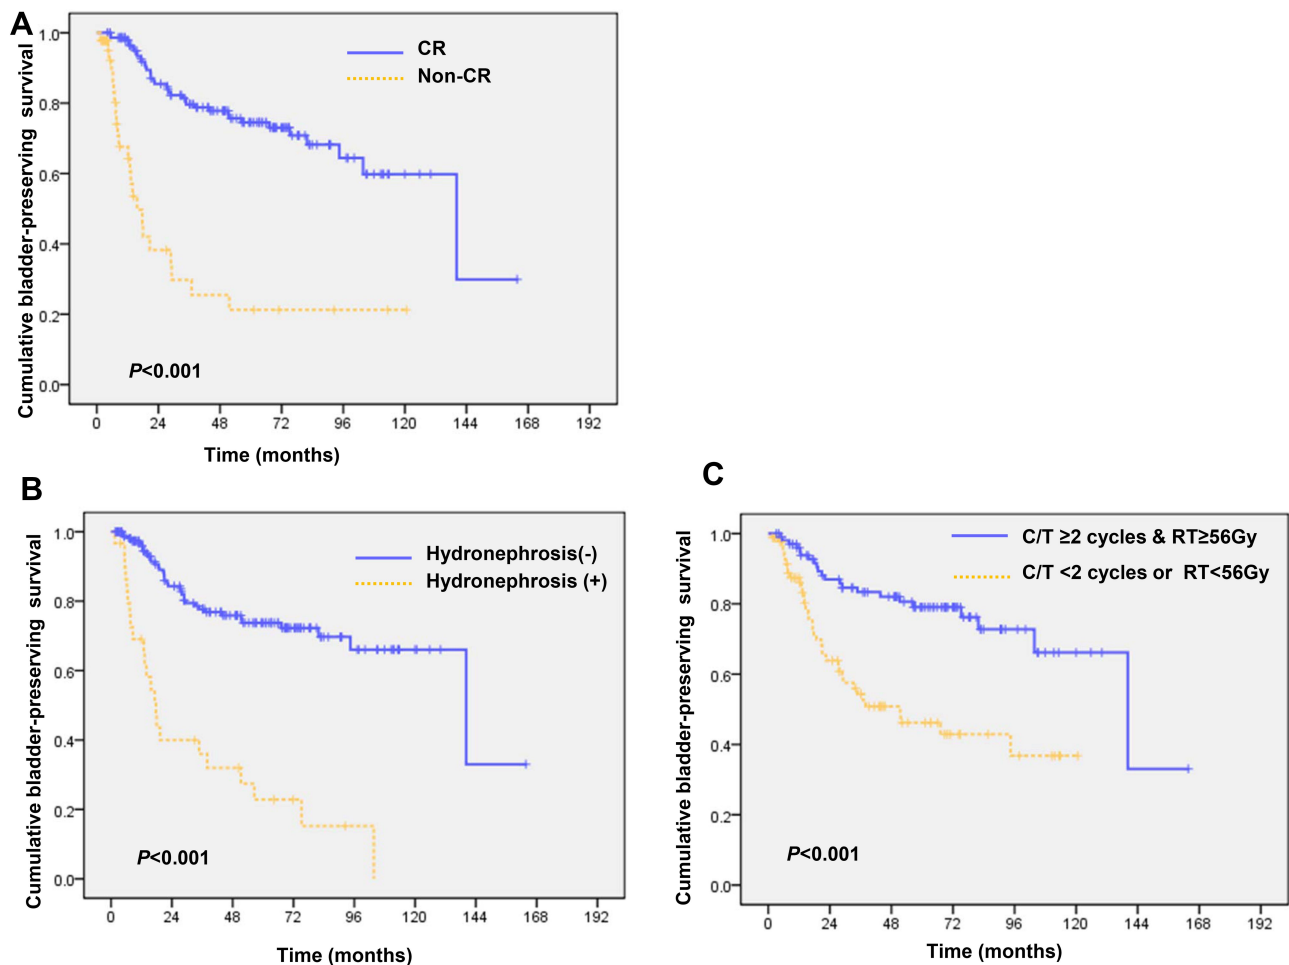 A
Cumulative bladder-preserving survival
1.0
0.8
0.6
0.4
0.2
0.0
CR
Non-CR
P<0.001
0 24 48 72 96 120 144 168 192
Time (months)
B
Cumulative bladder-preserving survival
1.0
0.8
0.6
0.4
0.2
0.0
Hydronephrosis(-)
Hydronephrosis (+)
P<0.001
0 24 48 72 96 120 144 168 192
Time (months)
C
Cumulative bladder-preserving survival
1.0
0.8
0.6
0.4
0.2
0.0
C/T ≥2 cycles & RT≥56Gy
C/T <2 cycles or RT<56Gy
P<0.001
0 24 48 72 96 120 144 168 192
Time (months)